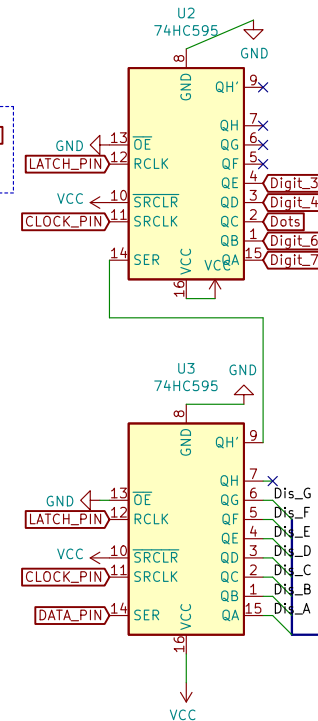 U2
74HC595
GND
8
GND
QH' 9
QH 7
13 OE
GND
QG 6
LATCH_PIN
12 RCLK
QF 5
QE 4 Digit_3
VCC
10 SRCLR
QD 3 Digit_4
CLOCK_PIN
11 SRCLK
QC 2 Dots
QB 1 Digit_6
14 SER
VCC
VCC
QA 15 Digit_7
16
U3
74HC595
GND
8
GND
QH' 9
QH 7
GND
13 OE
QG 6 Dis_G
LATCH_PIN
12 RCLK
QF 5 Dis_F
QE 4 Dis_E
VCC
10 SRCLR
QD 3 Dis_D
CLOCK_PIN
11 SRCLK
QC 2 Dis_C
QB 1 Dis_B
DATA_PIN
14 SER
VCC
QA 15 Dis_A
16
VCC